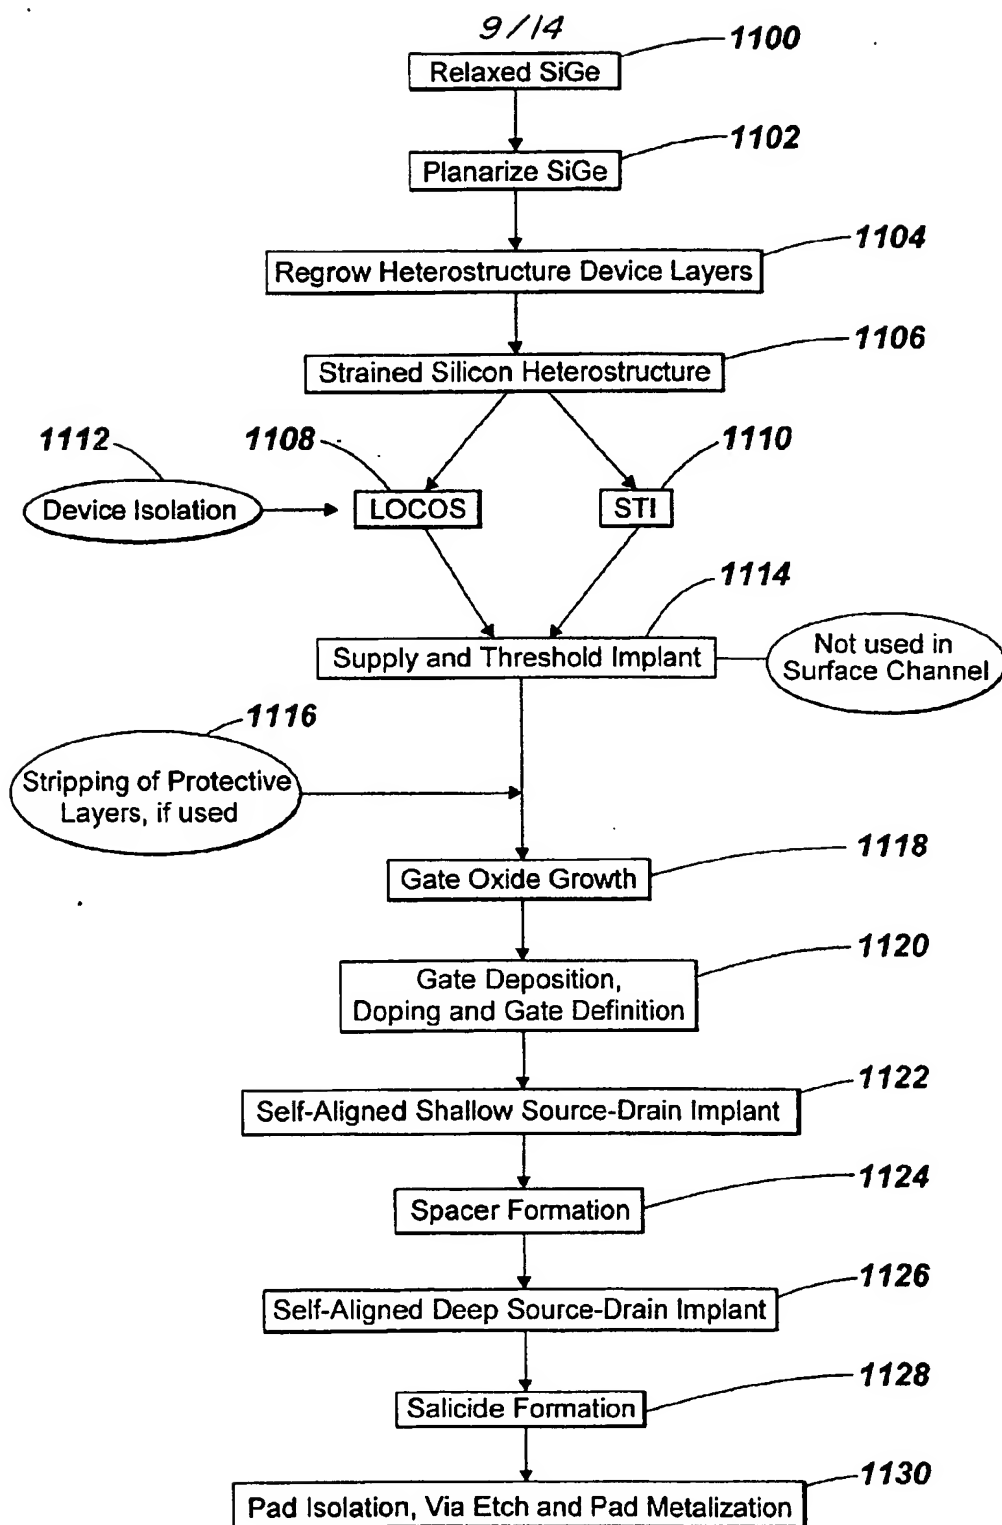 9/14
1100
Relaxed SiGe
1102
Planarize SiGe
1104
Regrow Heterostructure Device Layers
1106
Strained Silicon Heterostructure
1112
1108
1110
Device Isolation
LOCOS
STI
1114
Supply and Threshold Implant
Not used in
Surface Channel
1116
Stripping of Protective
Layers, if used
1118
Gate Oxide Growth
1120
Gate Deposition,
Doping and Gate Definition
1122
Self-Aligned Shallow Source-Drain Implant
1124
Spacer Formation
1126
Self-Aligned Deep Source-Drain Implant
1128
Salicide Formation
1130
Pad Isolation, Via Etch and Pad Metalization